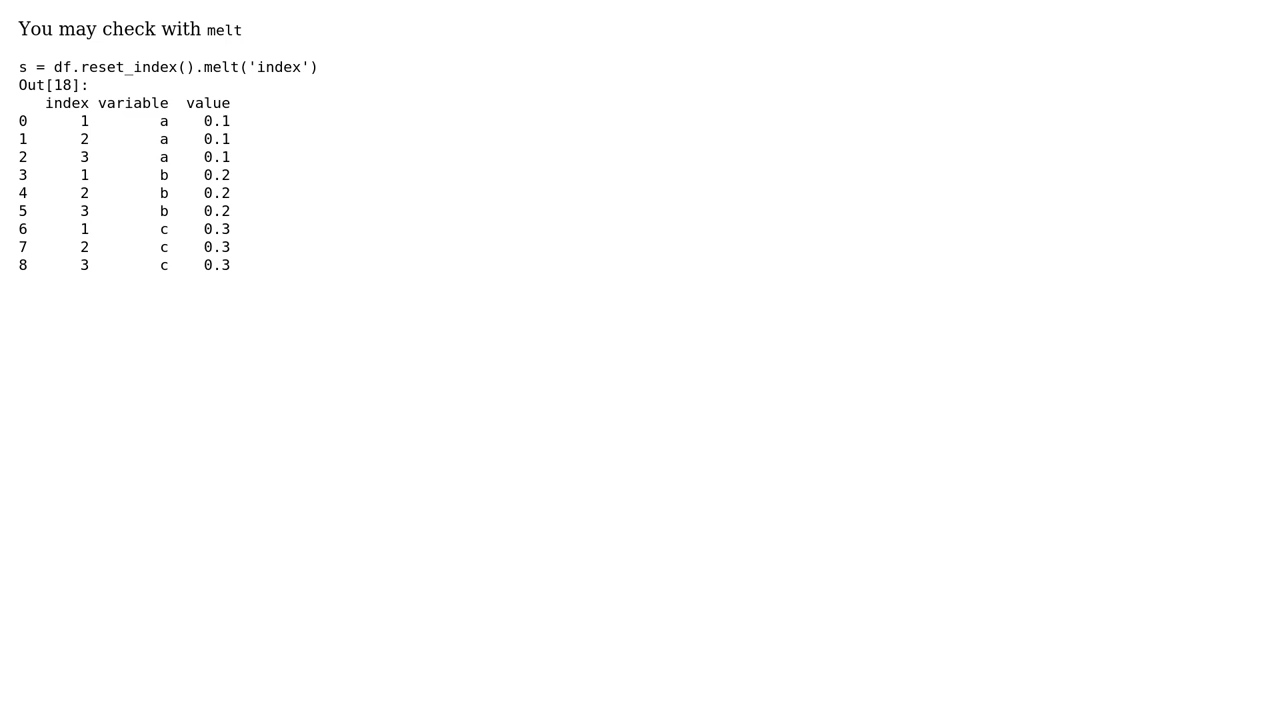 You may check with melt
s = df.reset_index().melt('index')
Out[18]:
   index variable  value
0      1        a    0.1
1      2        a    0.1
2      3        a    0.1
3      1        b    0.2
4      2        b    0.2
5      3        b    0.2
6      1        c    0.3
7      2        c    0.3
8      3        c    0.3